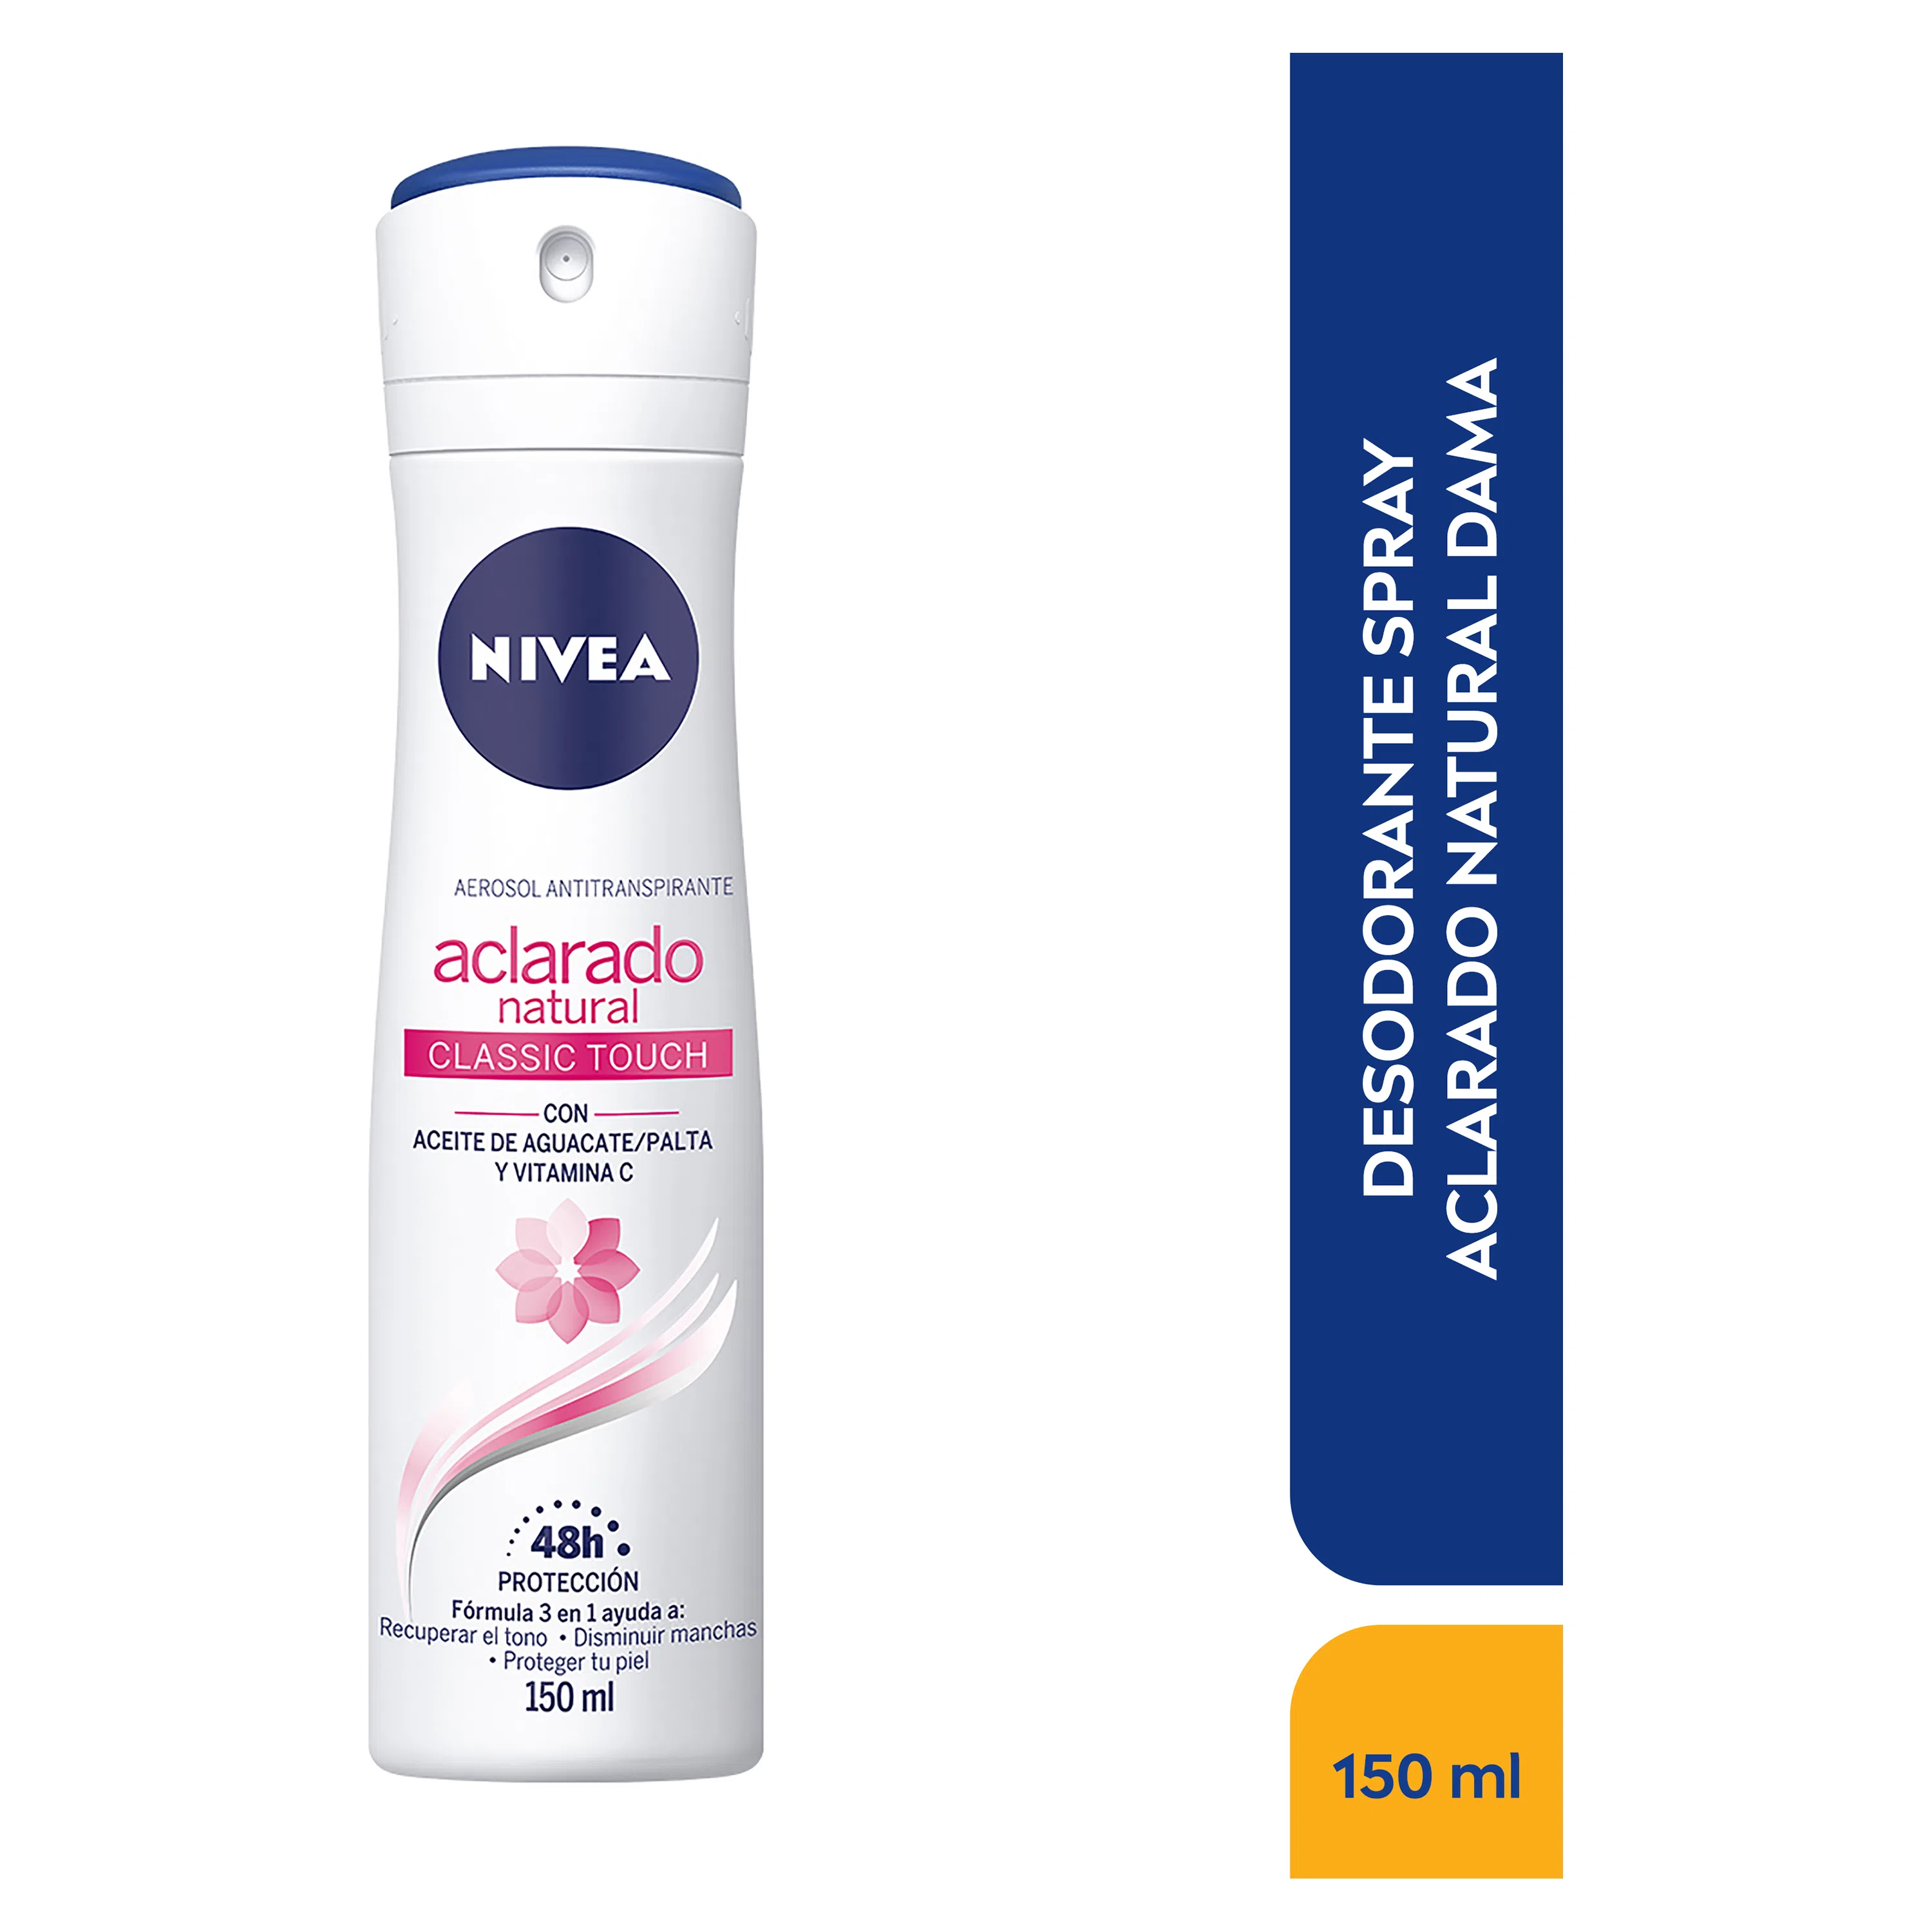 NIVEA
AEROSOL ANTITRANSPIRANTE
aclarado
natural
CLASSIC TOUCH
CON
ACEITE DE AGUACATE/PALTA
Y VITAMINA C
48h
PROTECCIÓN
Fórmula 3 en 1 ayuda a:
Recuperar el tono • Disminuir manchas
• Proteger tu piel
150 ml
DESODORANTE SPRAY
ACLARADO NATURAL DAMA
150 ml